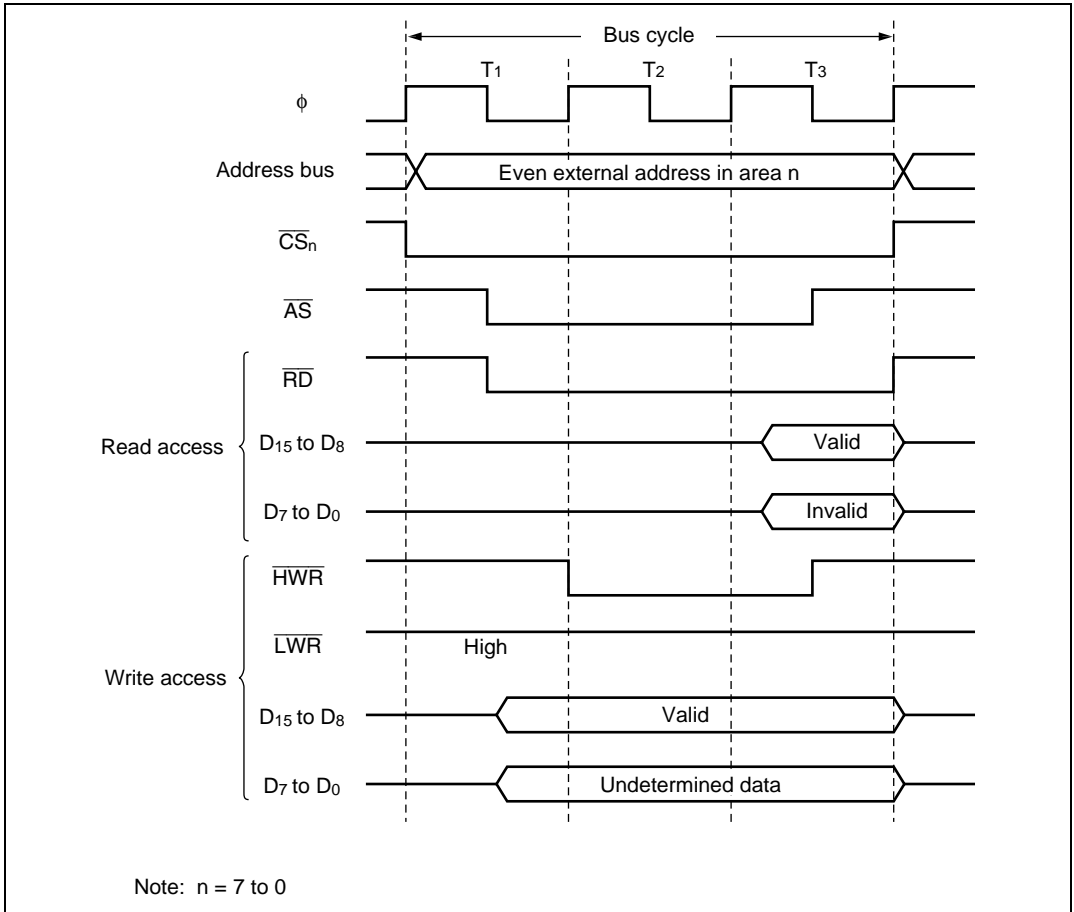 Bus cycle
T1 T2 T3
ϕ
Address bus Even external address in area n
CSn
AS
RD
Read access D15 to D8 Valid
D7 to D0 Invalid
HWR
LWR High
Write access D15 to D8 Valid
D7 to D0 Undetermined data
Note: n = 7 to 0